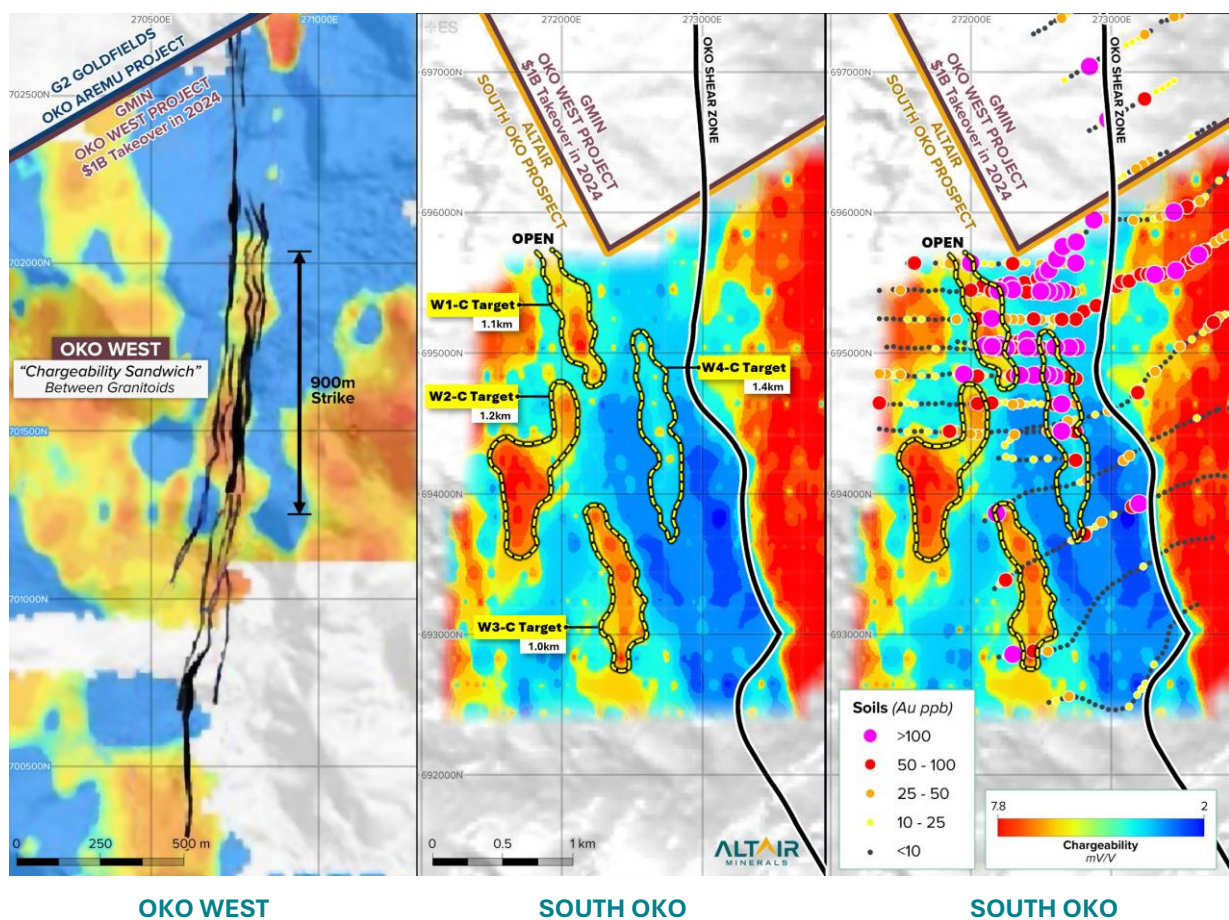 270500E
271000E
G2 GOLDFIELDS
OKO AREMU PROJECT
GMIN
OKO WEST PROJECT
$1B Takeover in 2024
702500N
702000N
OKO WEST
"Chargeability Sandwich"
Between Granitoids
900m
Strike
701500N
701000N
700500N
0 250 500 m
OKO WEST
ES
272000E
273000E
697000N
GMIN
OKO WEST PROJECT
$1B Takeover in 2024
ALTAIR
SOUTH OKO PROSPECT
OKO SHEAR ZONE
696000N
OPEN
W1-C Target
1.1km
695000N
W4-C Target
1.4km
W2-C Target
1.2km
694000N
W3-C Target
1.0km
693000N
692000N
0 0.5 1 km
ALTAIR
MINERALS
SOUTH OKO
272000E
273000E
697000N
GMIN
OKO WEST PROJECT
$1B Takeover in 2024
ALTAIR
SOUTH OKO PROSPECT
OKO SHEAR ZONE
696000N
OPEN
695000N
694000N
693000N
Soils (Au ppb)
>100
50 - 100
25 - 50
10 - 25
<10
7.8 2
Chargeability
mV/V
SOUTH OKO